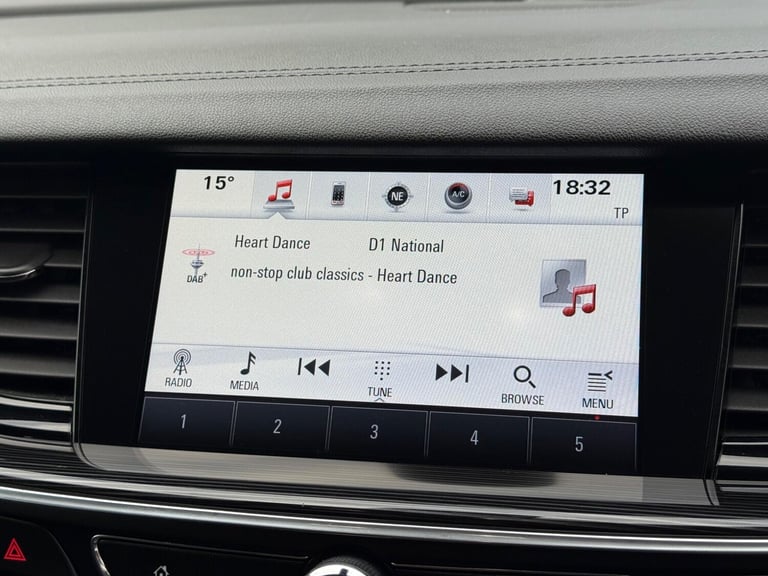 15° NE A/C 18:32
TP
Heart Dance D1 National
DAB+
non-stop club classics - Heart Dance
RADIO MEDIA TUNE BROWSE MENU
1 2 3 4 5